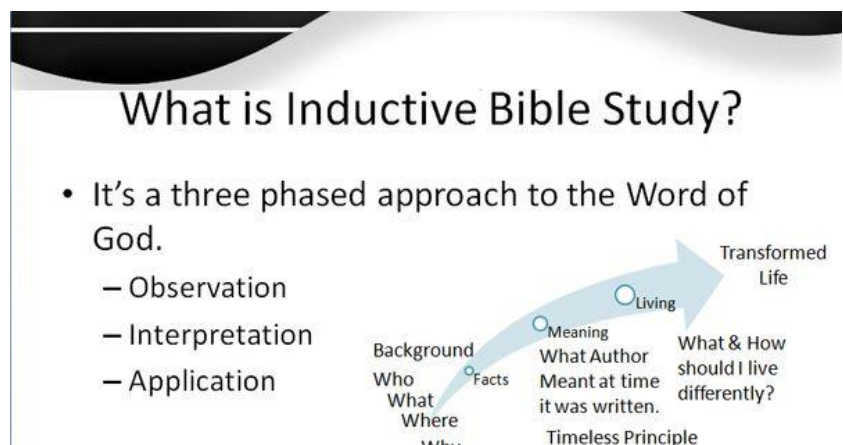 What is Inductive Bible Study?
• It's a three phased approach to the Word of
God.
– Observation
– Interpretation
– Application
Transformed
Life
Living
Meaning
Facts
Background
Who
What
Where
Why
What Author
Meant at time
it was written.
Timeless Principle
What & How
should I live
differently?